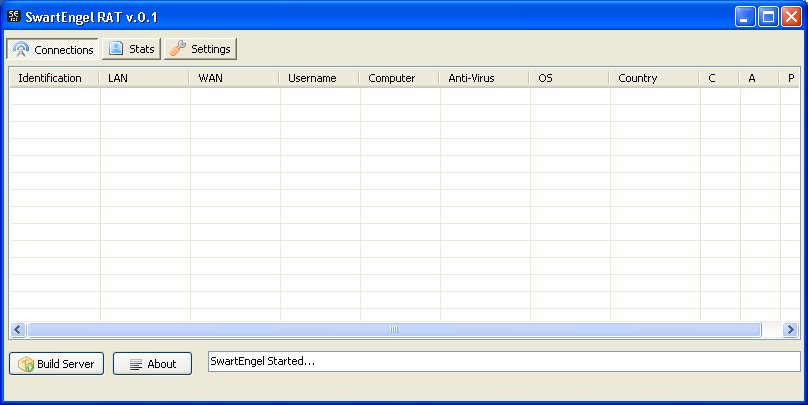 SwartEngel RAT v.0.1
Connections Stats Settings
Identification LAN WAN Username Computer Anti-Virus OS Country C A P
Build Server About SwartEngel Started...